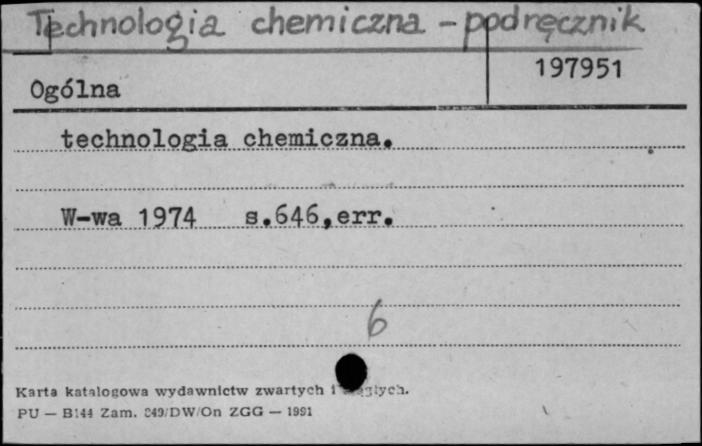 Technologia chemiczna - podręcznik
197951
Ogólna
technologia chemiczna.
W-wa 1974 s.646,err.
6
Karta katalogowa wydawnictw zwartych i
PU — B144 Zam. 249/DW/On ZGG — 1991